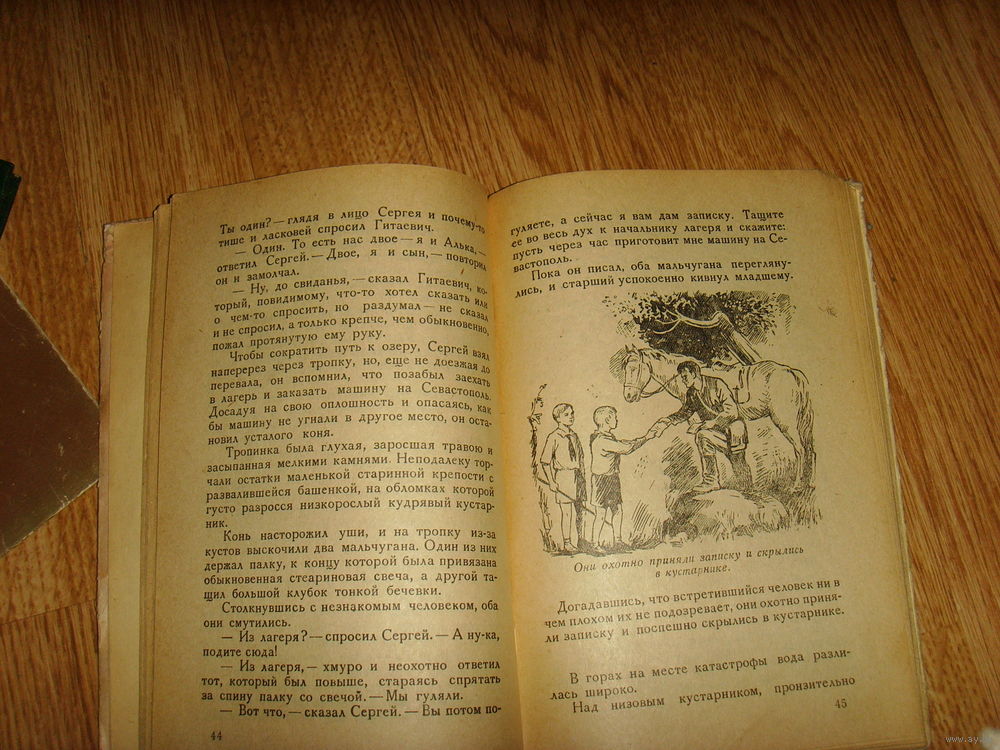 Ты один? — глядя в лицо Сергея и почему-то
тише и ласковей спросил Гитаевич.
— Один. То есть нас двое — я и Алька, —
ответил Сергей. — Двое, я и сын, — повторил
он и замолчал.
— Ну, до свиданья, — сказал Гитаевич, ко-
торый, повидимому, что-то хотел сказать или
о чем-то спросить, но раздумал — не сказал
и не спросил, а только крепче, чем обыкновенно,
пожал протянутую ему руку.
Чтобы сократить путь к озеру, Сергей взял
наперерез через тропку, но, еще не доезжая до
перевала, он вспомнил, что позабыл заехать
в лагерь и заказать машину на Севастополь.
Досадуя на свою оплошность и опасаясь, как
бы машину не угнали в другое место, он оста-
новил усталого коня.
Тропинка была глухая, заросшая травою и
засыпанная мелкими камнями. Неподалеку тор-
чали остатки маленькой старинной крепости с
развалившейся башенкой, на обломках которой
густо разросся низкорослый кудрявый кустар-
ник.
Конь насторожил уши, и на тропку из-за
кустов выскочили два мальчугана. Один из них
держал палку, к концу которой была привязана
обыкновенная стеариновая свеча, а другой та-
щил большой клубок тонкой бечевки.
Столкнувшись с незнакомым человеком, оба
они смутились.
— Из лагеря? — спросил Сергей. — А ну-ка,
подите сюда!
— Из лагеря, — хмуро и неохотно ответил
тот, который был повыше, стараясь спрятать
за спину палку со свечой. — Мы гуляли.
— Вот что, — сказал Сергей. — Вы потом по-
44
гуляете, а сейчас я вам дам записку. Тащите
ее во весь дух к начальнику лагеря и скажите:
пусть через час приготовит мне машину на Се-
вастополь.
Пока он писал, оба мальчугана перегляну-
лись, и старший успокоенно кивнул младшему.
Они охотно приняли записку и скрылись
в кустарнике.
Догадавшись, что встретившийся человек ни в
чем плохом их не подозревает, они охотно приня-
ли записку и поспешно скрылись в кустарнике.
В горах на месте катастрофы вода разли-
лась широко.
Над низовым кустарником, пронзительно
45